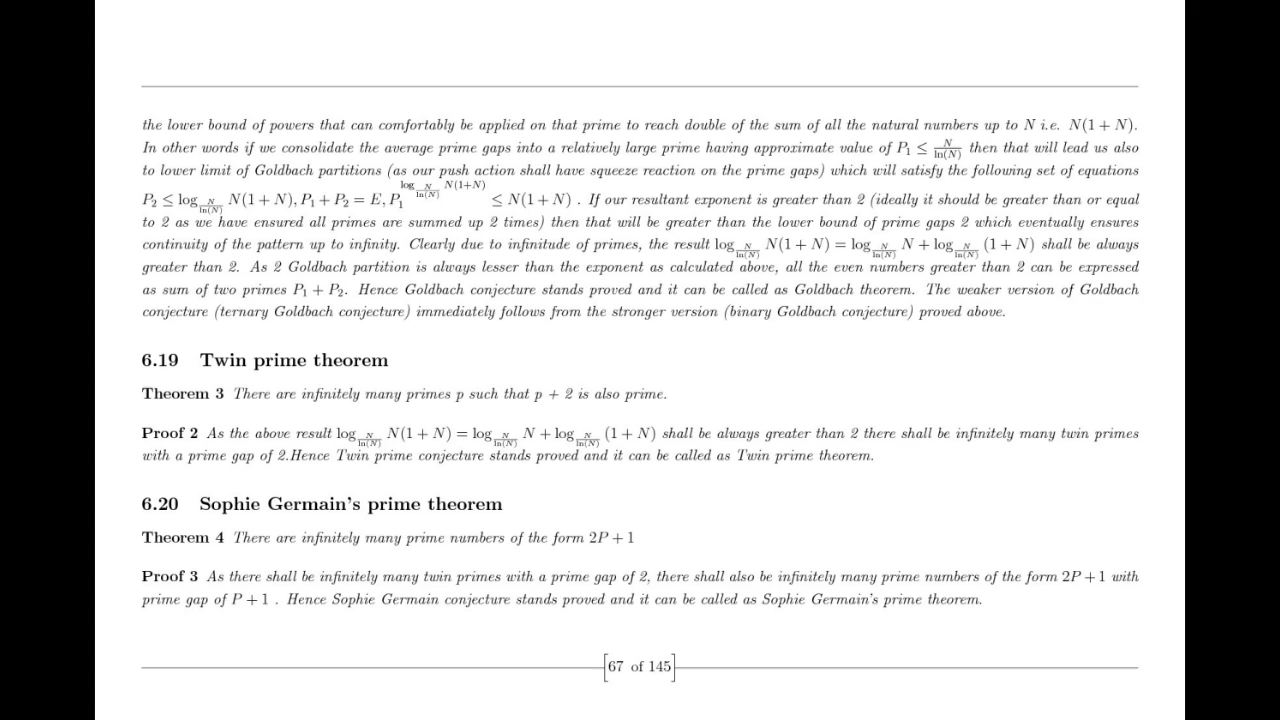 the lower bound of powers that can comfortably be applied on that prime to reach double of the sum of all the natural numbers up to N i.e. N(1 + N).
In other words if we consolidate the average prime gaps into a relatively large prime having approximate value of P₁ ≤ N/ln(N) then that will lead us also
to lower limit of Goldbach partitions (as our push action shall have squeeze reaction on the prime gaps) which will satisfy the following set of equations
P₂ ≤ log_{N/ln(N)} N(1 + N), P₁ + P₂ = E, P₁^{log_{N/ln(N)} N(1+N)} ≤ N(1 + N) . If our resultant exponent is greater than 2 (ideally it should be greater than or equal
to 2 as we have ensured all primes are summed up 2 times) then that will be greater than the lower bound of prime gaps 2 which eventually ensures
continuity of the pattern up to infinity. Clearly due to infinitude of primes, the result log_{N/ln(N)} N(1 + N) = log_{N/ln(N)} N + log_{N/ln(N)} (1 + N) shall be always
greater than 2. As 2 Goldbach partition is always lesser than the exponent as calculated above, all the even numbers greater than 2 can be expressed
as sum of two primes P₁ + P₂. Hence Goldbach conjecture stands proved and it can be called as Goldbach theorem. The weaker version of Goldbach
conjecture (ternary Goldbach conjecture) immediately follows from the stronger version (binary Goldbach conjecture) proved above.
6.19 Twin prime theorem
Theorem 3 There are infinitely many primes p such that p + 2 is also prime.
Proof 2 As the above result log_{N/ln(N)} N(1 + N) = log_{N/ln(N)} N + log_{N/ln(N)} (1 + N) shall be always greater than 2 there shall be infinitely many twin primes
with a prime gap of 2.Hence Twin prime conjecture stands proved and it can be called as Twin prime theorem.
6.20 Sophie Germain's prime theorem
Theorem 4 There are infinitely many prime numbers of the form 2P + 1
Proof 3 As there shall be infinitely many twin primes with a prime gap of 2, there shall also be infinitely many prime numbers of the form 2P + 1 with
prime gap of P + 1 . Hence Sophie Germain conjecture stands proved and it can be called as Sophie Germain's prime theorem.
[67 of 145]